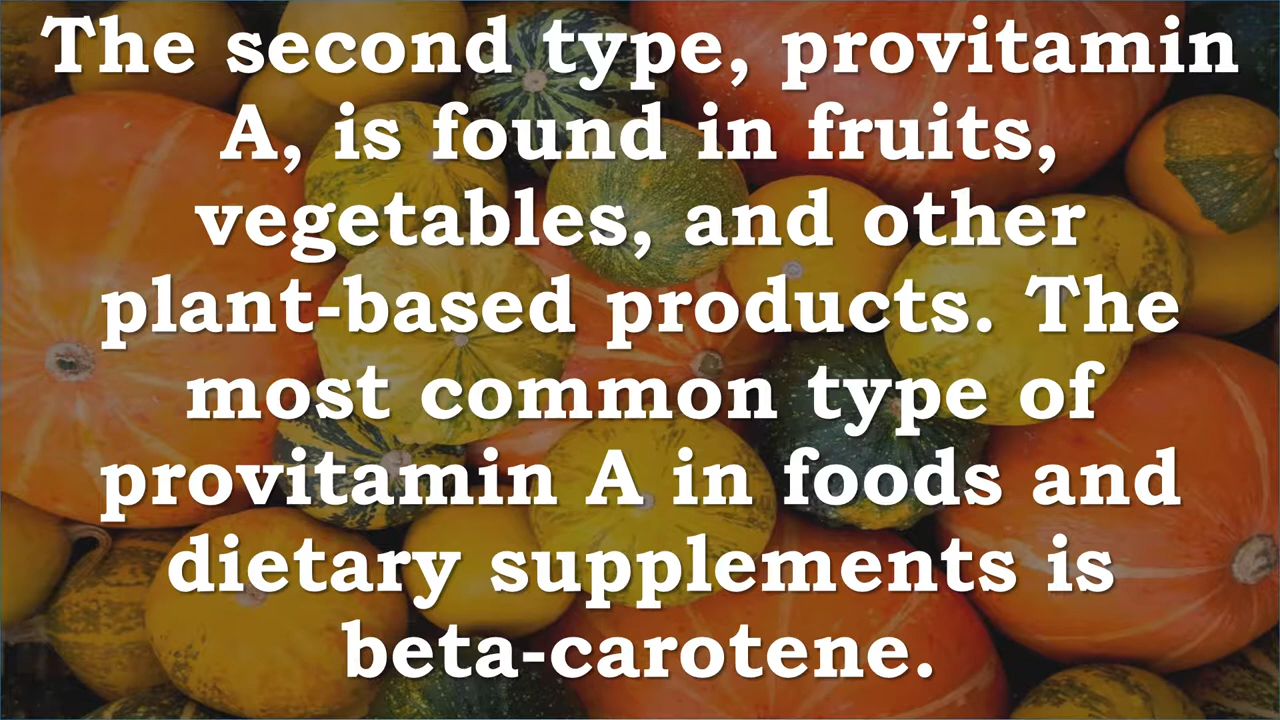 The second type, provitamin
A, is found in fruits,
vegetables, and other
plant-based products. The
most common type of
provitamin A in foods and
dietary supplements is
beta-carotene.